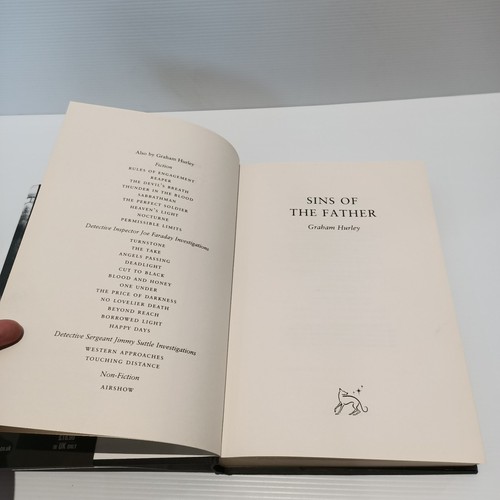 Also by Graham Hurley
Fiction
RULES OF ENGAGEMENT
REAPER
THE DEVIL'S BREATH
THUNDER IN THE BLOOD
SABBATHMAN
THE PERFECT SOLDIER
HEAVEN'S LIGHT
NOCTURNE
PERMISSIBLE LIMITS
Detective Inspector Joe Faraday Investigations
TURNSTONE
THE TAKE
ANGELS PASSING
DEADLIGHT
CUT TO BLACK
BLOOD AND HONEY
ONE UNDER
THE PRICE OF DARKNESS
NO LOVELIER DEATH
BEYOND REACH
BORROWED LIGHT
HAPPY DAYS
Detective Sergeant Jimmy Suttle Investigations
WESTERN APPROACHES
TOUCHING DISTANCE
Non-Fiction
AIRSHOW
SINS OF
THE FATHER
Graham Hurley